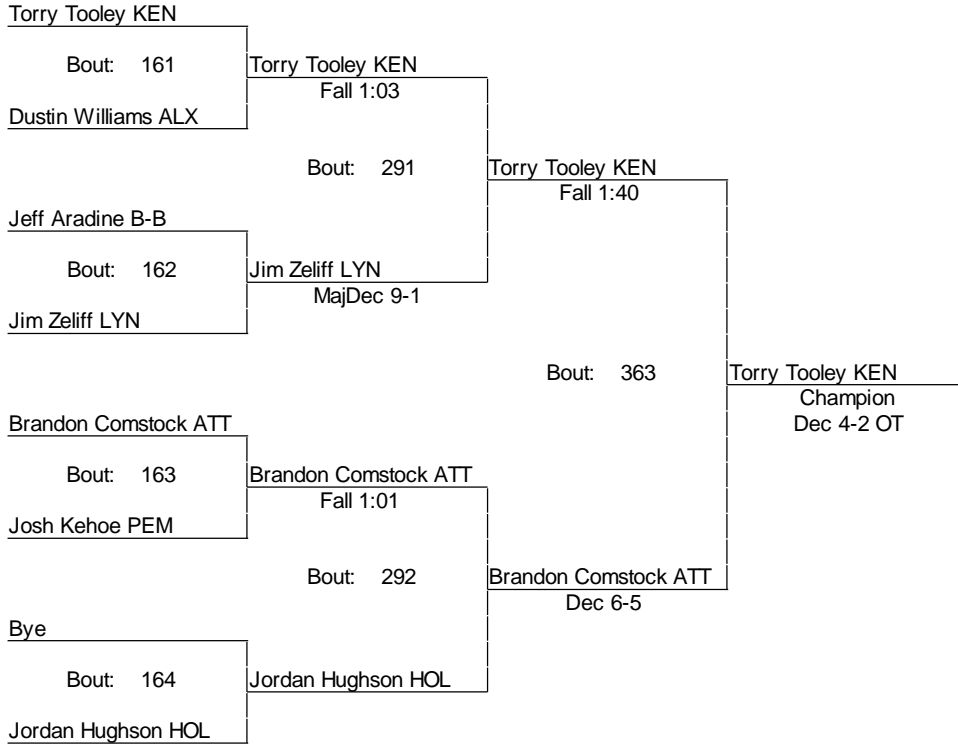 Torry Tooley KEN
Bout: 161
Torry Tooley KEN
Fall 1:03
Dustin Williams ALX
Bout: 291
Torry Tooley KEN
Fall 1:40
Jeff Aradine B-B
Bout: 162
Jim Zeliff LYN
MajDec 9-1
Jim Zeliff LYN
Bout: 363
Torry Tooley KEN
Champion
Dec 4-2 OT
Brandon Comstock ATT
Bout: 163
Brandon Comstock ATT
Fall 1:01
Josh Kehoe PEM
Bout: 292
Brandon Comstock ATT
Dec 6-5
Bye
Bout: 164
Jordan Hughson HOL
Jordan Hughson HOL